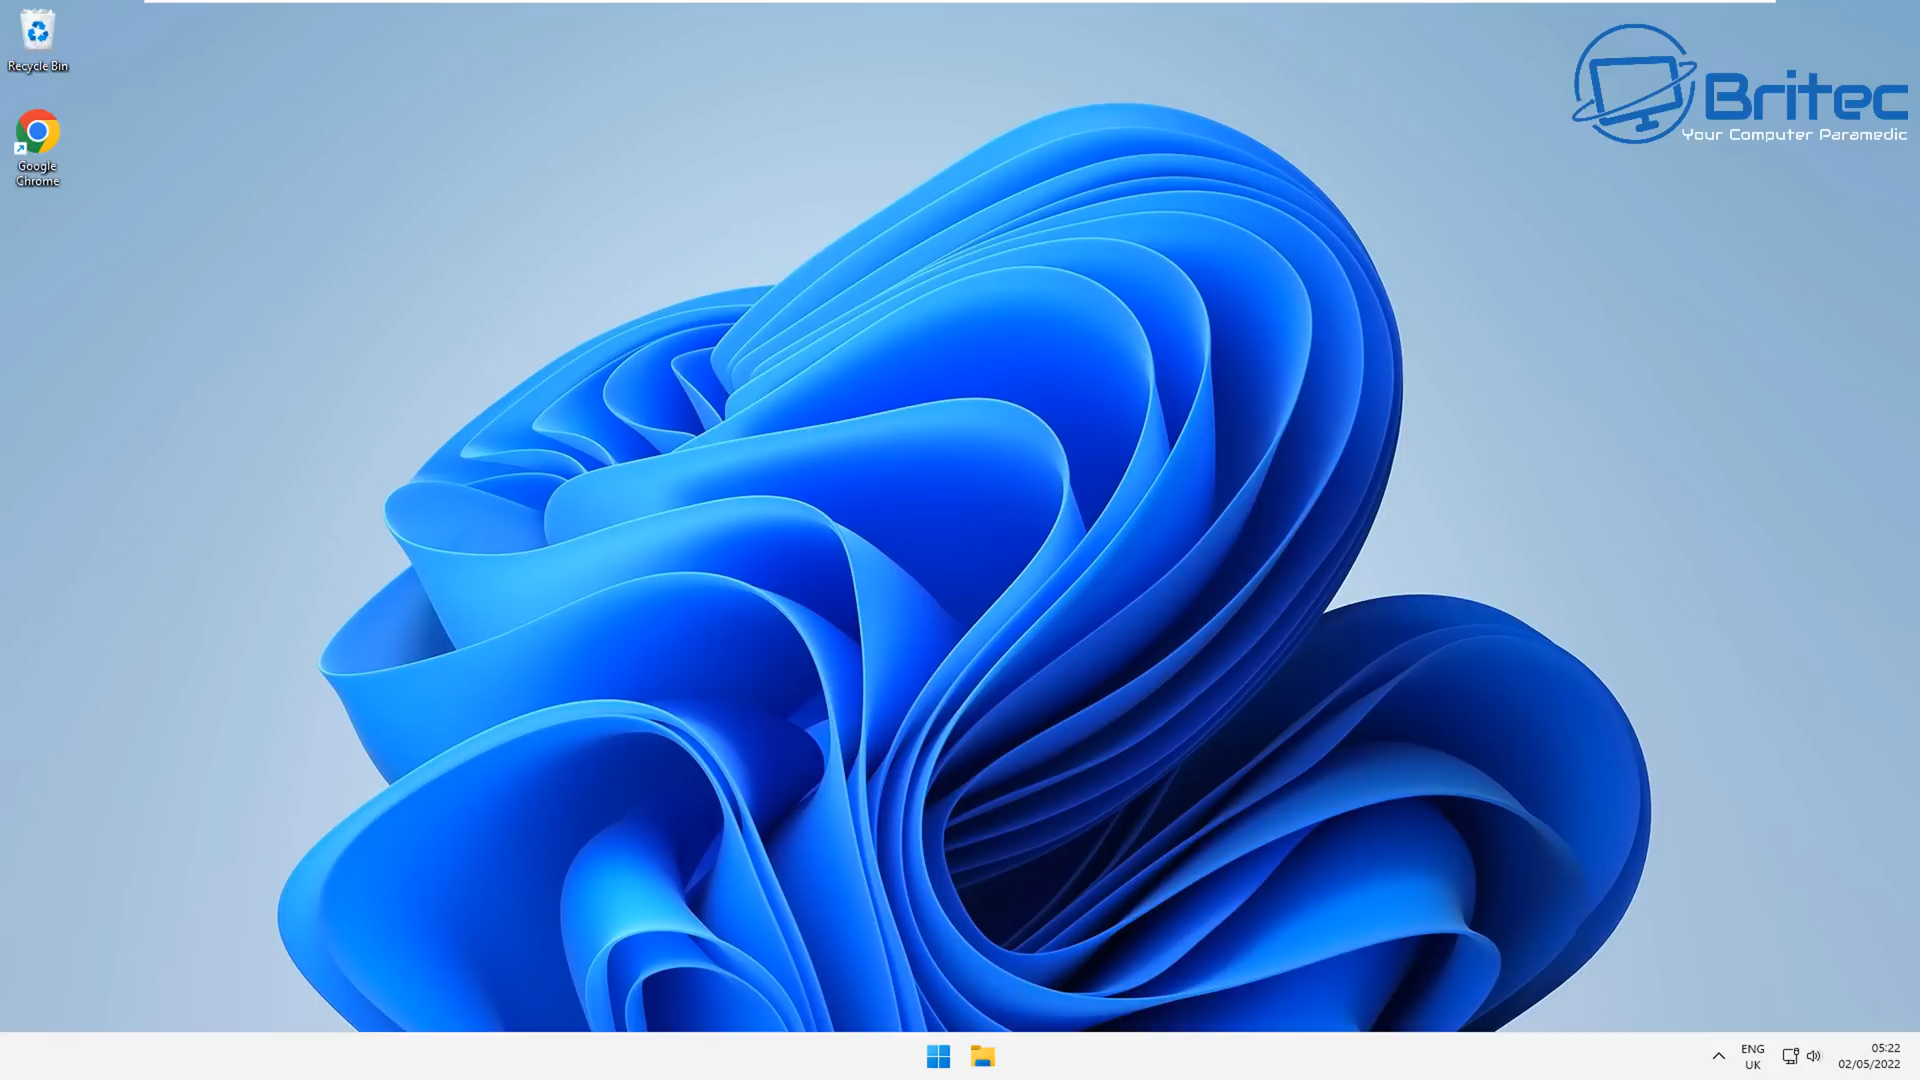 Recycle Bin
Google
Chrome
Britec
Your Computer Paramedic
ENG
UK
05:22
02/05/2022